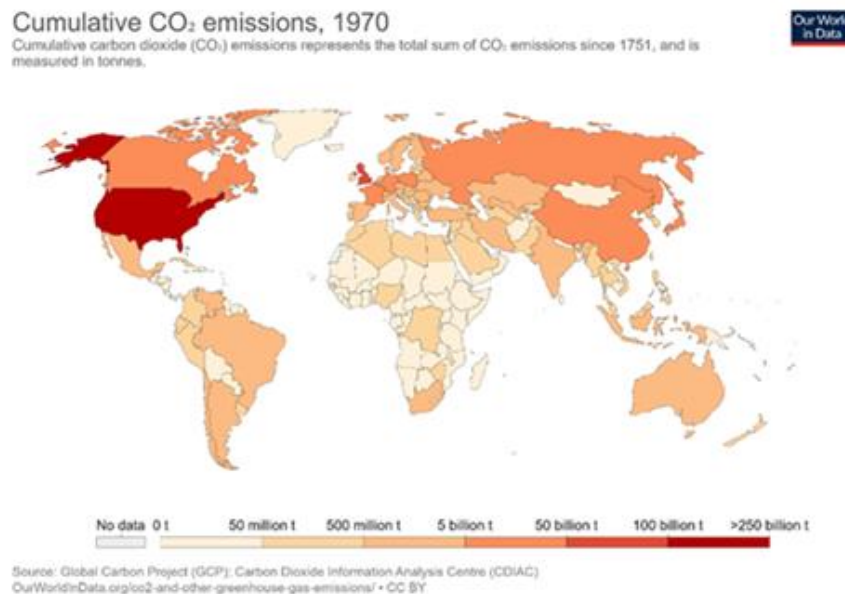 Cumulative CO₂ emissions, 1970
Cumulative carbon dioxide (CO₂) emissions represents the total sum of CO₂ emissions since 1751, and is
measured in tonnes.
Our World
in Data
No data
0 t
50 million t
500 million t
5 billion t
50 billion t
100 billion t
>250 billion t
Source: Global Carbon Project (GCP); Carbon Dioxide Information Analysis Centre (CDIAC)
OurWorldInData.org/co2-and-other-greenhouse-gas-emissions/ • CC BY